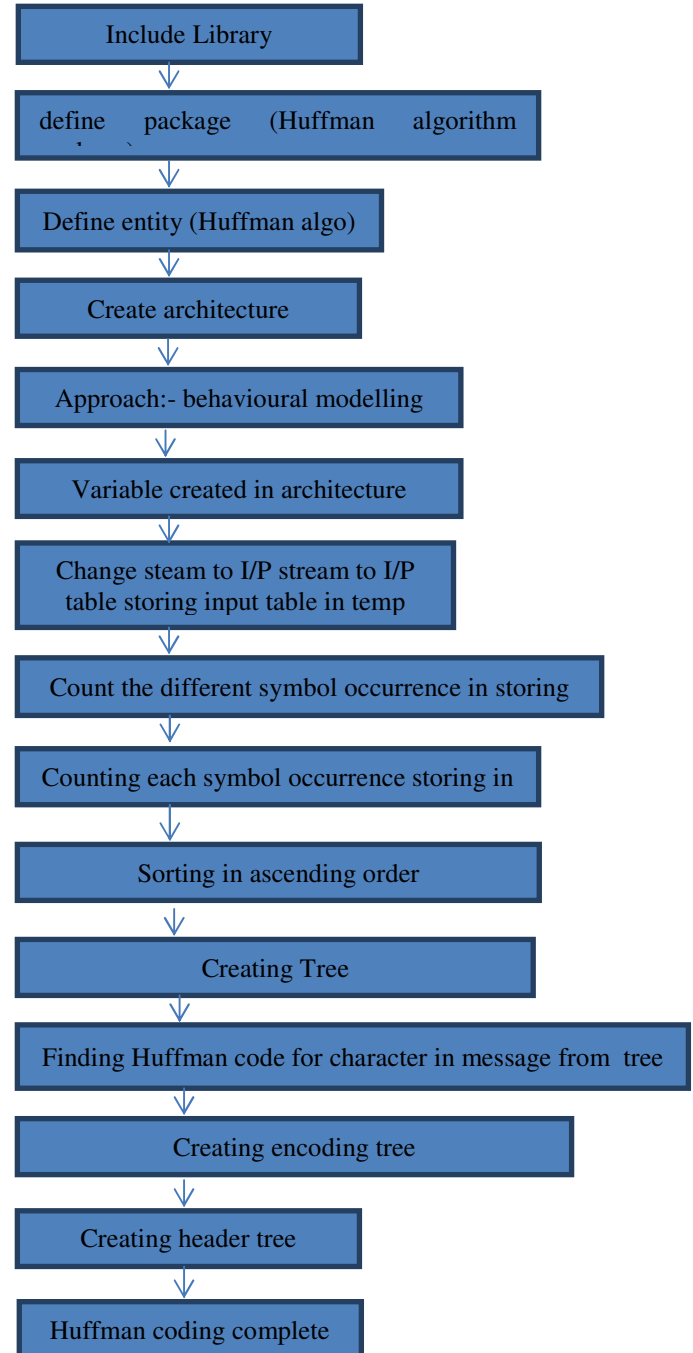 Include Library
define package (Huffman algorithm
Define entity (Huffman algo)
Create architecture
Approach:- behavioural modelling
Variable created in architecture
Change steam to I/P stream to I/P
table storing input table in temp
Count the different symbol occurrence in storing
Counting each symbol occurrence storing in
Sorting in ascending order
Creating Tree
Finding Huffman code for character in message from tree
Creating encoding tree
Creating header tree
Huffman coding complete